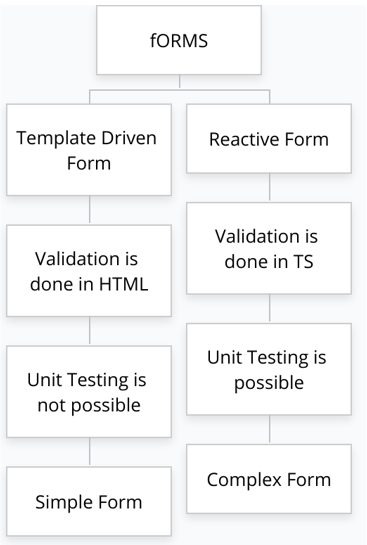 fORMS
Template Driven
Form
Validation is
done in HTML
Unit Testing is
not possible
Simple Form
Reactive Form
Validation is
done in TS
Unit Testing is
possible
Complex Form